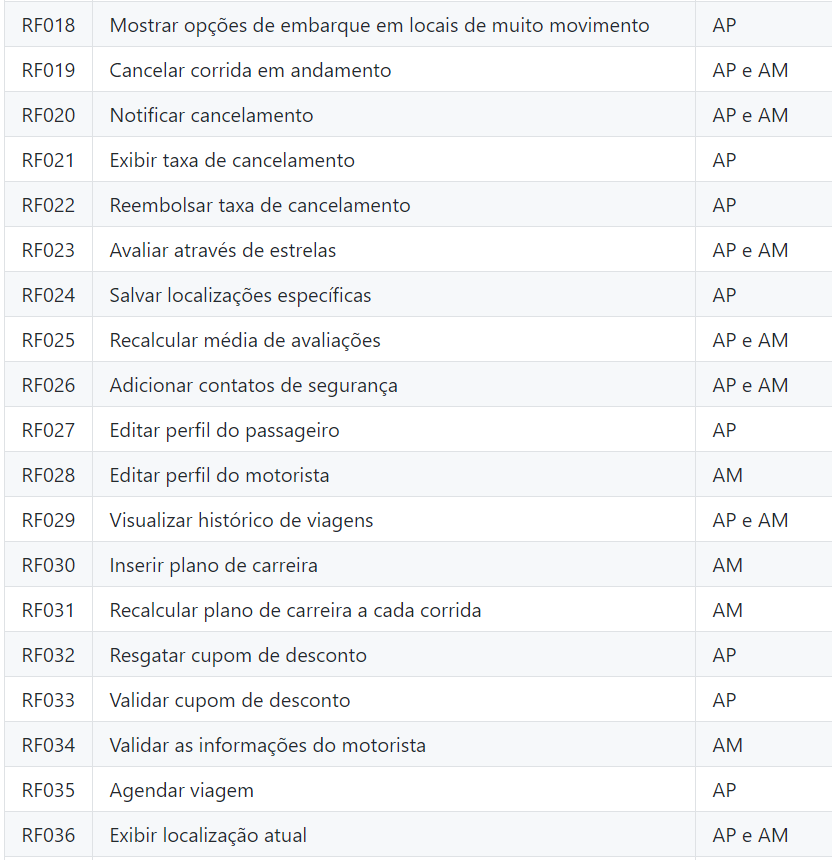 RF018 Mostrar opções de embarque em locais de muito movimento AP
RF019 Cancelar corrida em andamento AP e AM
RF020 Notificar cancelamento AP e AM
RF021 Exibir taxa de cancelamento AP
RF022 Reembolsar taxa de cancelamento AP
RF023 Avaliar através de estrelas AP e AM
RF024 Salvar localizações específicas AP
RF025 Recalcular média de avaliações AP e AM
RF026 Adicionar contatos de segurança AP e AM
RF027 Editar perfil do passageiro AP
RF028 Editar perfil do motorista AM
RF029 Visualizar histórico de viagens AP e AM
RF030 Inserir plano de carreira AM
RF031 Recalcular plano de carreira a cada corrida AM
RF032 Resgatar cupom de desconto AP
RF033 Validar cupom de desconto AP
RF034 Validar as informações do motorista AM
RF035 Agendar viagem AP
RF036 Exibir localização atual AP e AM